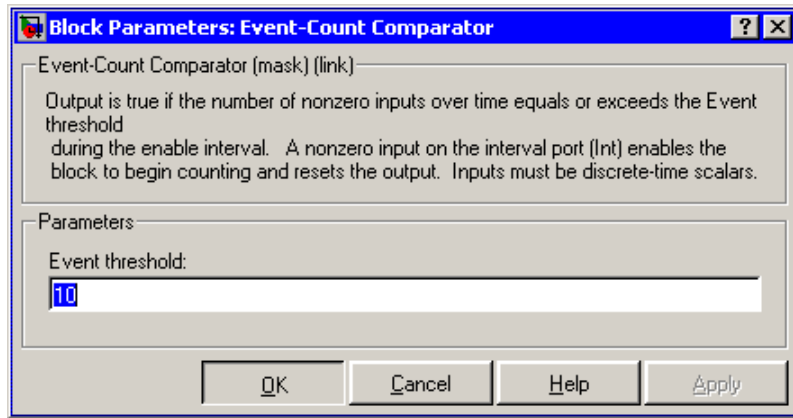 Block Parameters: Event-Count Comparator
Event-Count Comparator (mask) (link)
Output is true if the number of nonzero inputs over time equals or exceeds the Event
threshold
during the enable interval.   A nonzero input on the interval port (Int) enables the
block to begin counting and resets the output.  Inputs must be discrete-time scalars.
Parameters
Event threshold:
10
OK Cancel Help Apply